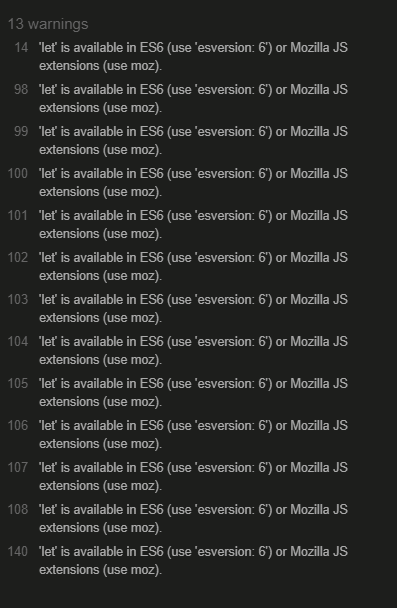 13 warnings
14 'let' is available in ES6 (use 'esversion: 6') or Mozilla JS
extensions (use moz).
98 'let' is available in ES6 (use 'esversion: 6') or Mozilla JS
extensions (use moz).
99 'let' is available in ES6 (use 'esversion: 6') or Mozilla JS
extensions (use moz).
100 'let' is available in ES6 (use 'esversion: 6') or Mozilla JS
extensions (use moz).
101 'let' is available in ES6 (use 'esversion: 6') or Mozilla JS
extensions (use moz).
102 'let' is available in ES6 (use 'esversion: 6') or Mozilla JS
extensions (use moz).
103 'let' is available in ES6 (use 'esversion: 6') or Mozilla JS
extensions (use moz).
104 'let' is available in ES6 (use 'esversion: 6') or Mozilla JS
extensions (use moz).
105 'let' is available in ES6 (use 'esversion: 6') or Mozilla JS
extensions (use moz).
106 'let' is available in ES6 (use 'esversion: 6') or Mozilla JS
extensions (use moz).
107 'let' is available in ES6 (use 'esversion: 6') or Mozilla JS
extensions (use moz).
108 'let' is available in ES6 (use 'esversion: 6') or Mozilla JS
extensions (use moz).
140 'let' is available in ES6 (use 'esversion: 6') or Mozilla JS
extensions (use moz).